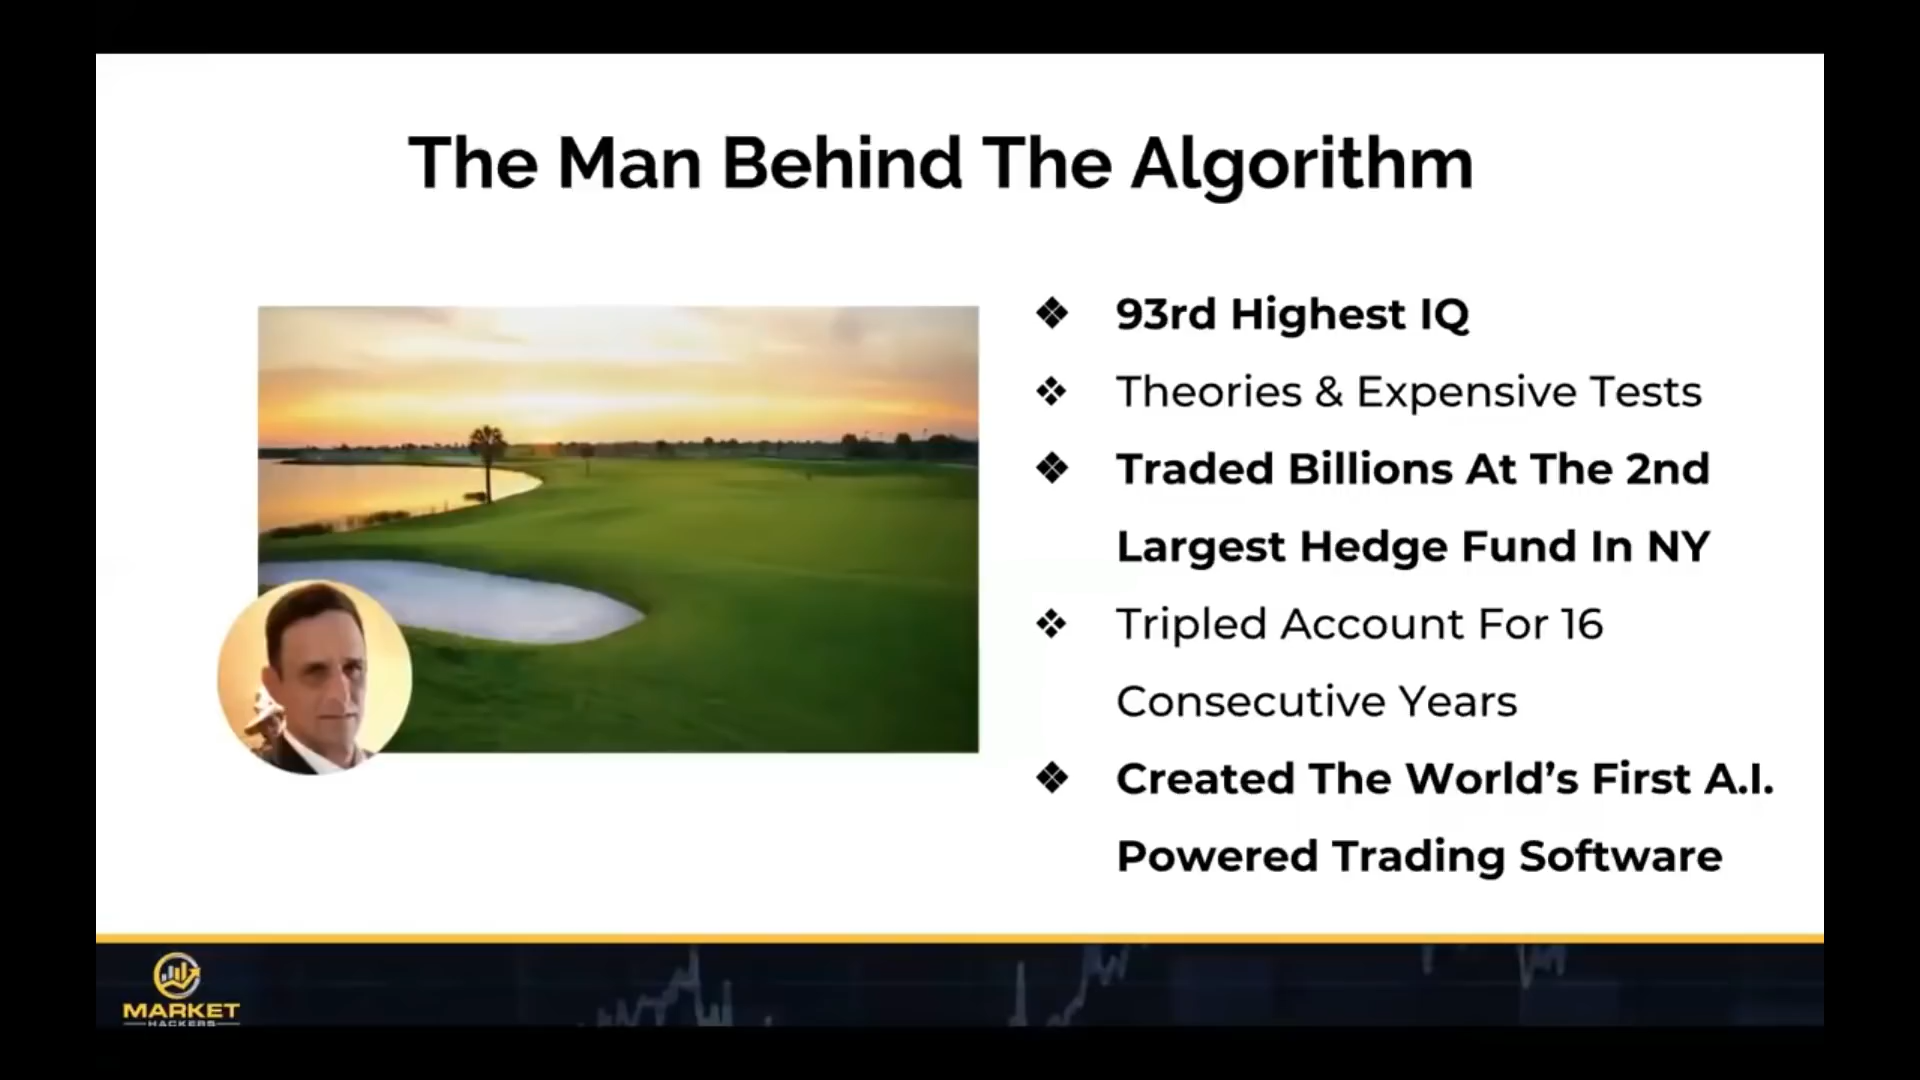 The Man Behind The Algorithm
❖ 93rd Highest IQ
❖ Theories & Expensive Tests
❖ Traded Billions At The 2nd
Largest Hedge Fund In NY
❖ Tripled Account For 16
Consecutive Years
❖ Created The World’s First A.I.
Powered Trading Software
MARKET
HACKERS